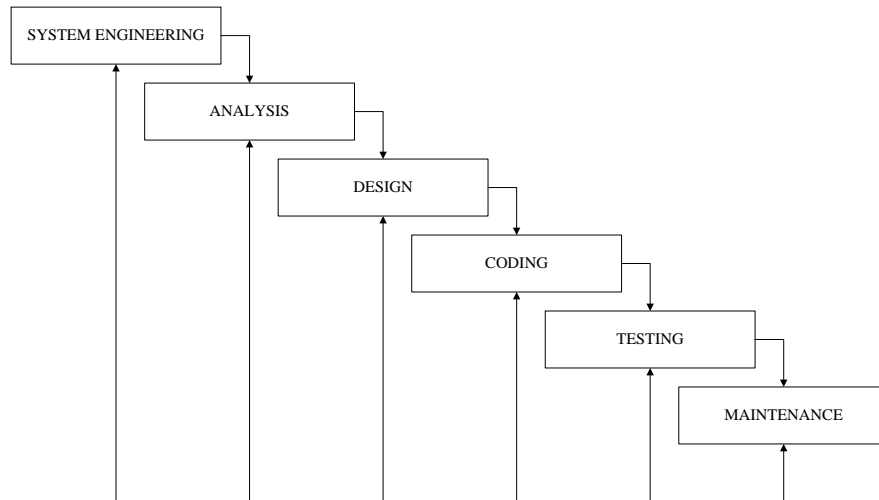 SYSTEM ENGINEERING
ANALYSIS
DESIGN
CODING
TESTING
MAINTENANCE